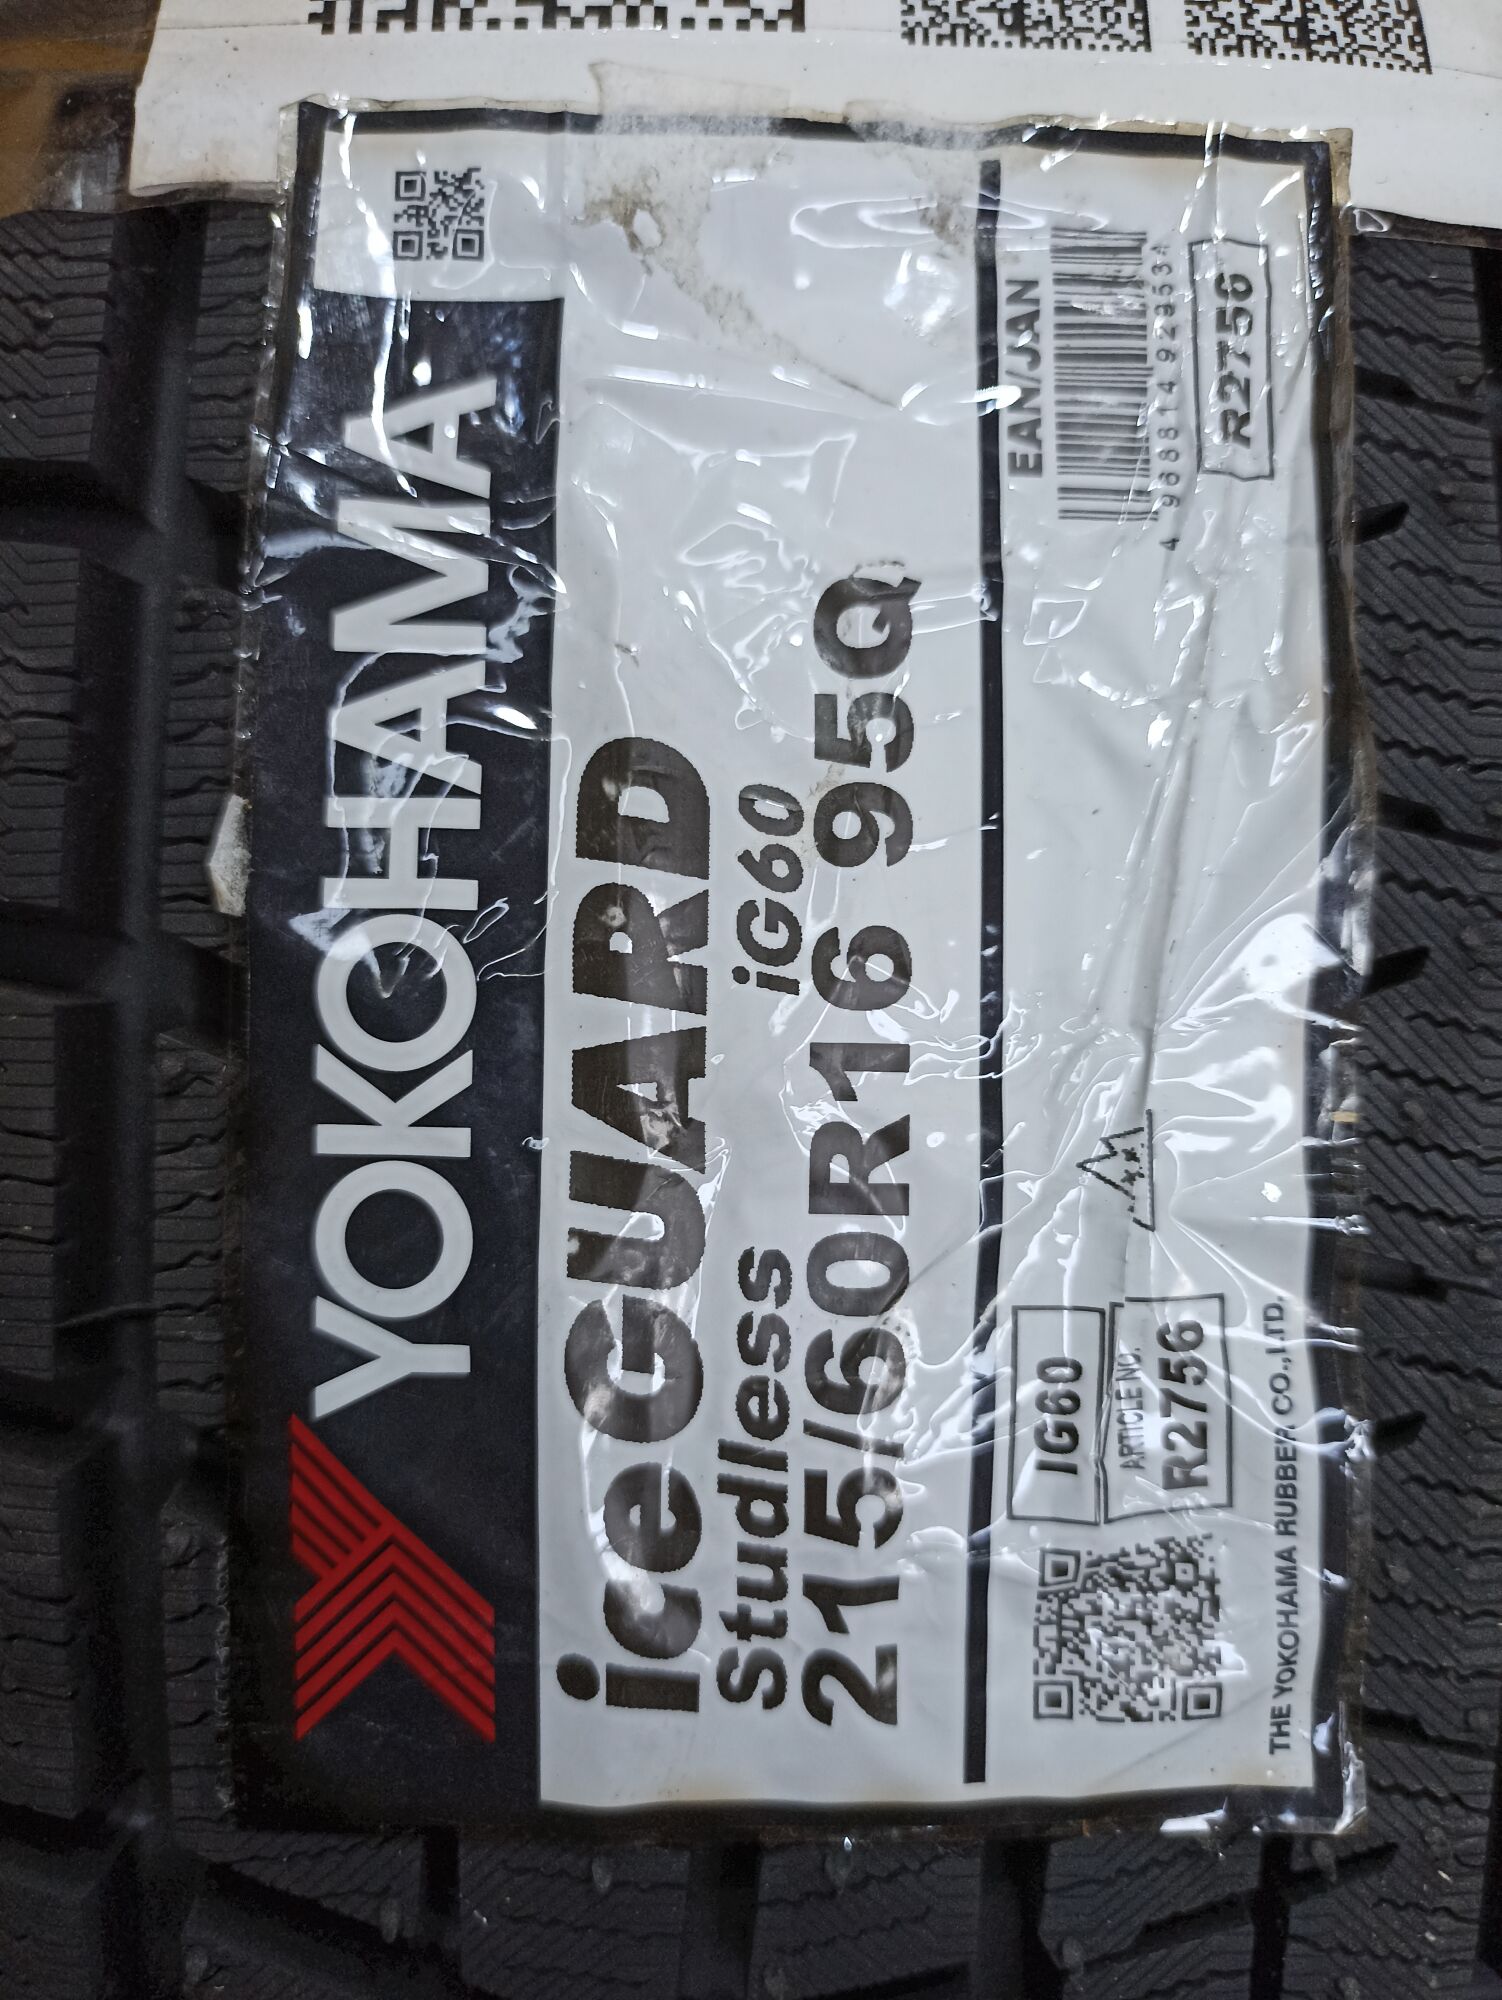 YOKOHAMA
iceGUARD
Studless iG60
215/60R16 95Q
EAN/JAN
IG60
ARTICLE NO.
R2756
R2756
THE YOKOHAMA RUBBER CO.,LTD.